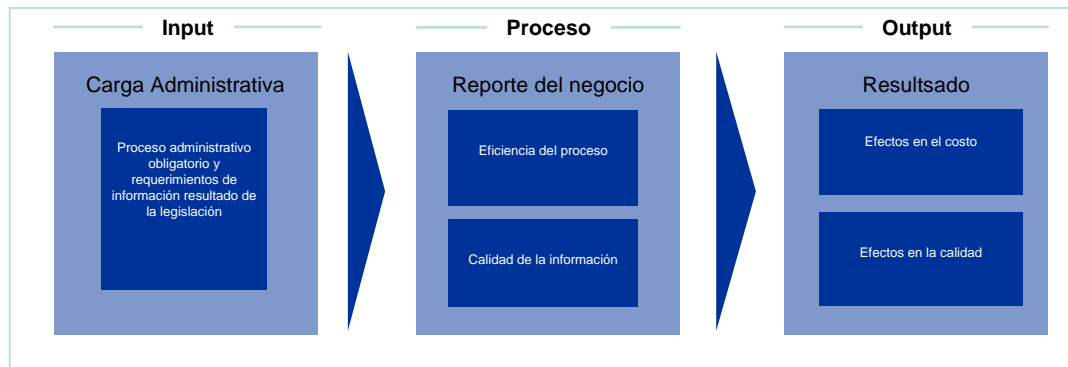 Input
Proceso
Output
Carga Administrativa
Proceso administrativo
obligatorio y
requerimientos de
información resultado de
la legislación
Reporte del negocio
Eficiencia del proceso
Calidad de la información
Resultsado
Efectos en el costo
Efectos en la calidad